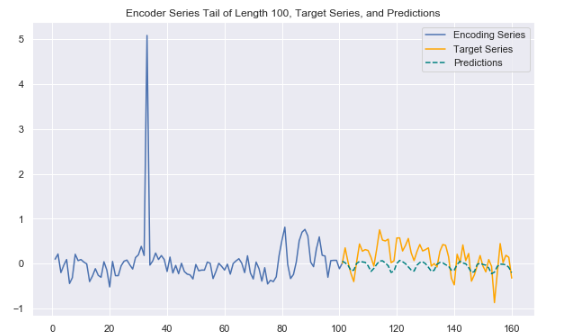 Encoder Series Tail of Length 100, Target Series, and Predictions
Encoding Series
Target Series
Predictions
5
4
3
2
1
0
−1
0 20 40 60 80 100 120 140 160